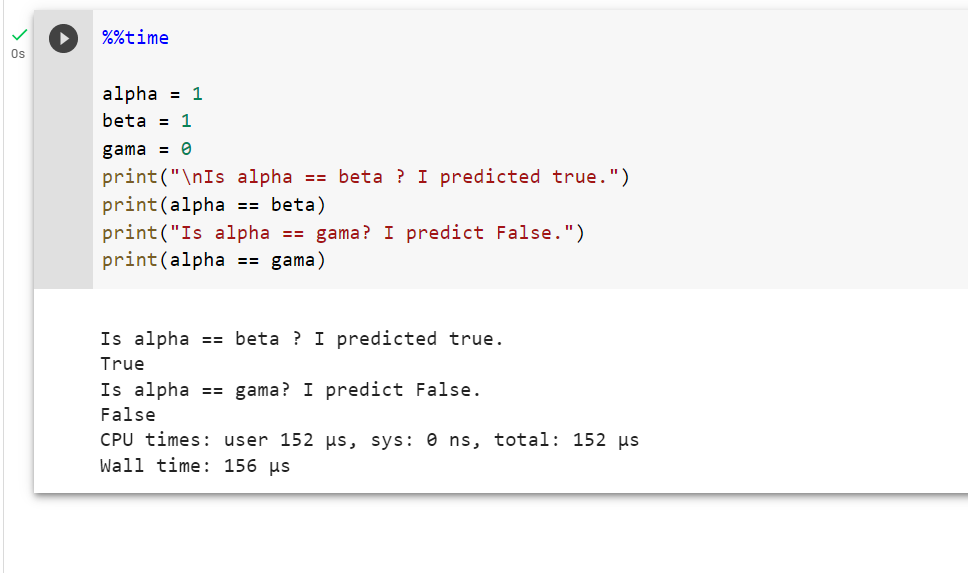 0s
%%time
alpha = 1
beta = 1
gama = 0
print("\nIs alpha == beta ? I predicted true.")
print(alpha == beta)
print("Is alpha == gama? I predict False.")
print(alpha == gama)
Is alpha == beta ? I predicted true.
True
Is alpha == gama? I predict False.
False
CPU times: user 152 µs, sys: 0 ns, total: 152 µs
Wall time: 156 µs